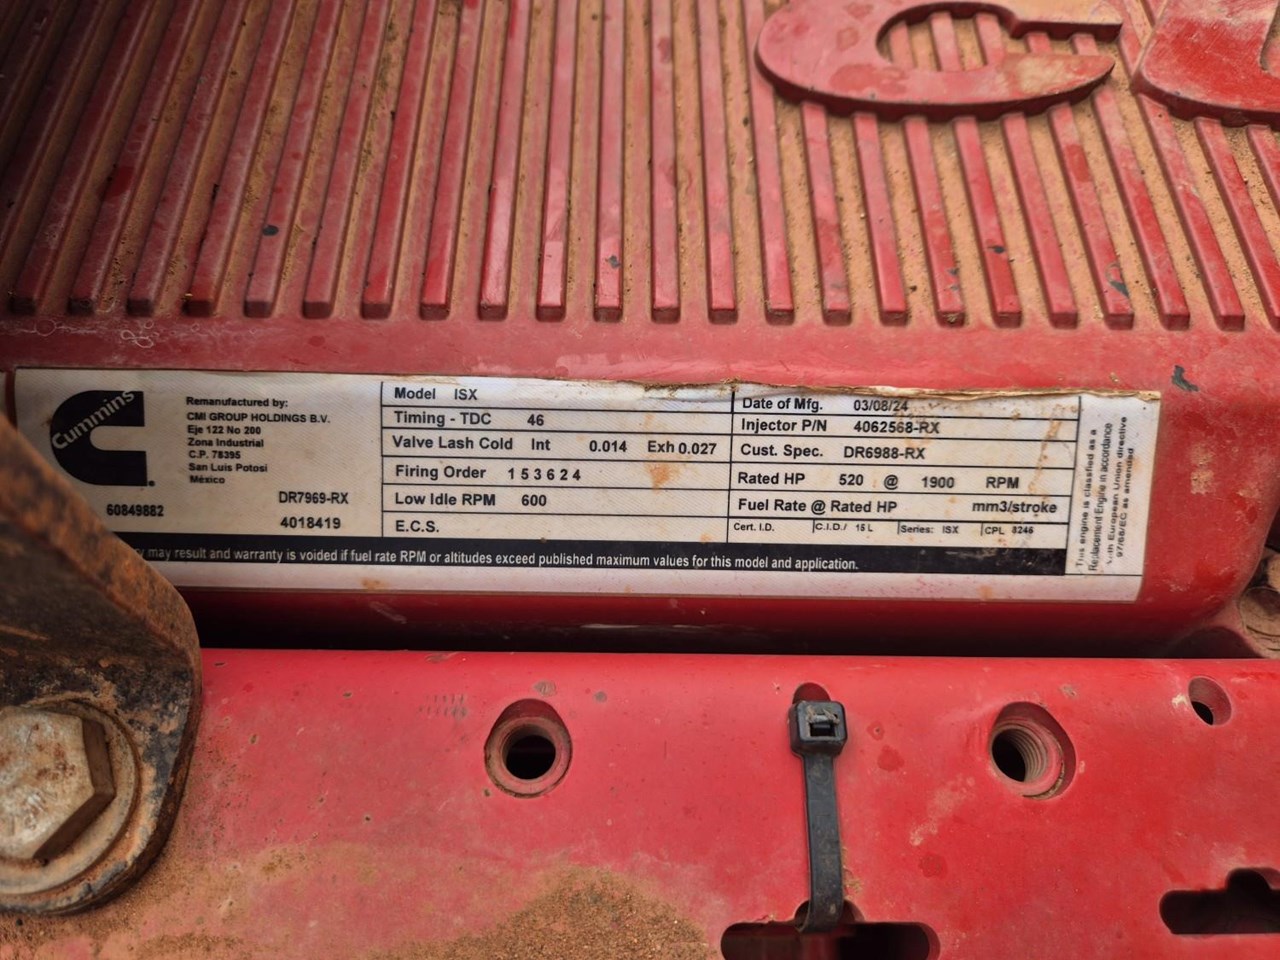 C
Cummins
Remanufactured by:
CMI GROUP HOLDINGS B.V.
Eje 122 No 200
Zona Industrial
C.P. 78395
San Luis Potosi
México
DR7969-RX
60849882
4018419
Model ISX
Timing - TDC 46
Valve Lash Cold Int 0.014 Exh 0.027
Firing Order 1 5 3 6 2 4
Low Idle RPM 600
E.C.S.
Date of Mfg. 03/08/24
Injector P/N 4062568-RX
Cust. Spec. DR6988-RX
Rated HP 520 @ 1900 RPM
Fuel Rate @ Rated HP mm3/stroke
Cert. I.D. C.I.D./ 15 L Series: ISX CPL 8246
may result and warranty is voided if fuel rate RPM or altitudes exceed published maximum values for this model and application.
This engine is classified as a
Replacement Engine in accordance
with European Union directive
97/68/EC as amended